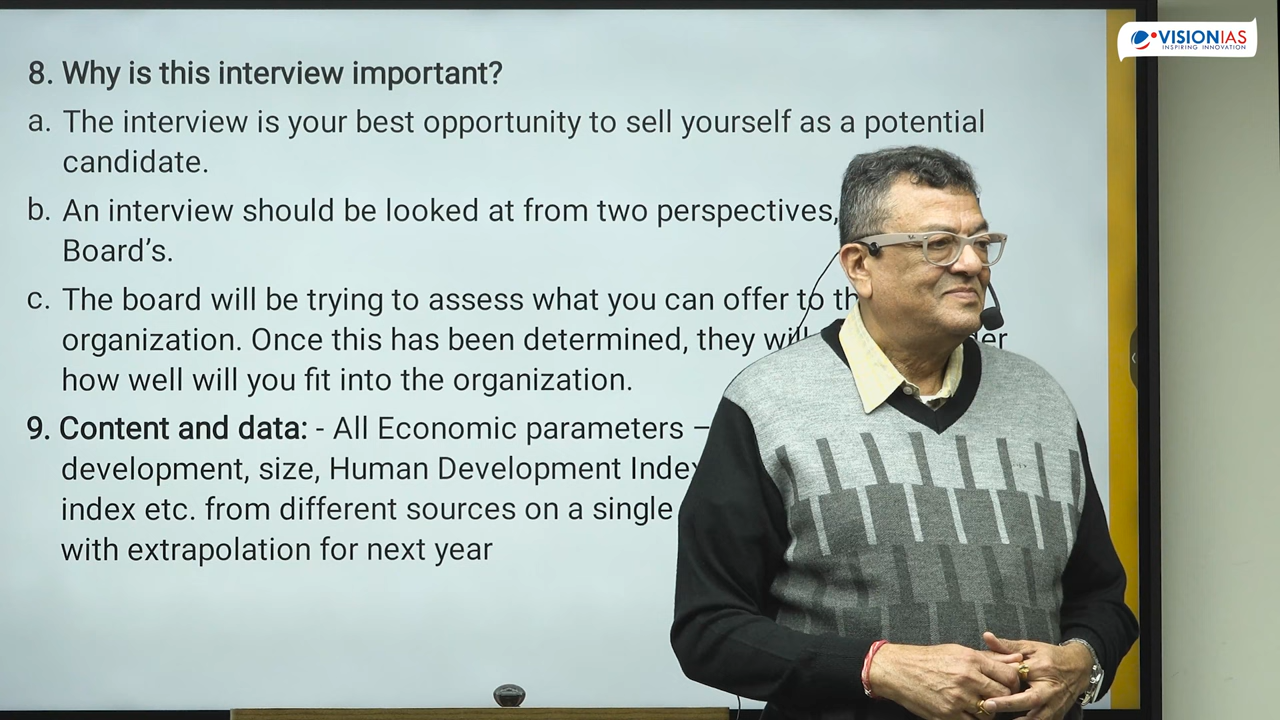 VISIONIAS
INSPIRING INNOVATION
8. Why is this interview important?
a. The interview is your best opportunity to sell yourself as a potential
candidate.
b. An interview should be looked at from two perspectives,
Board's.
c. The board will be trying to assess what you can offer to
organization. Once this has been determined, they will
how well will you fit into the organization.
9. Content and data: - All Economic parameters –
development, size, Human Development Index
index etc. from different sources on a single
with extrapolation for next year